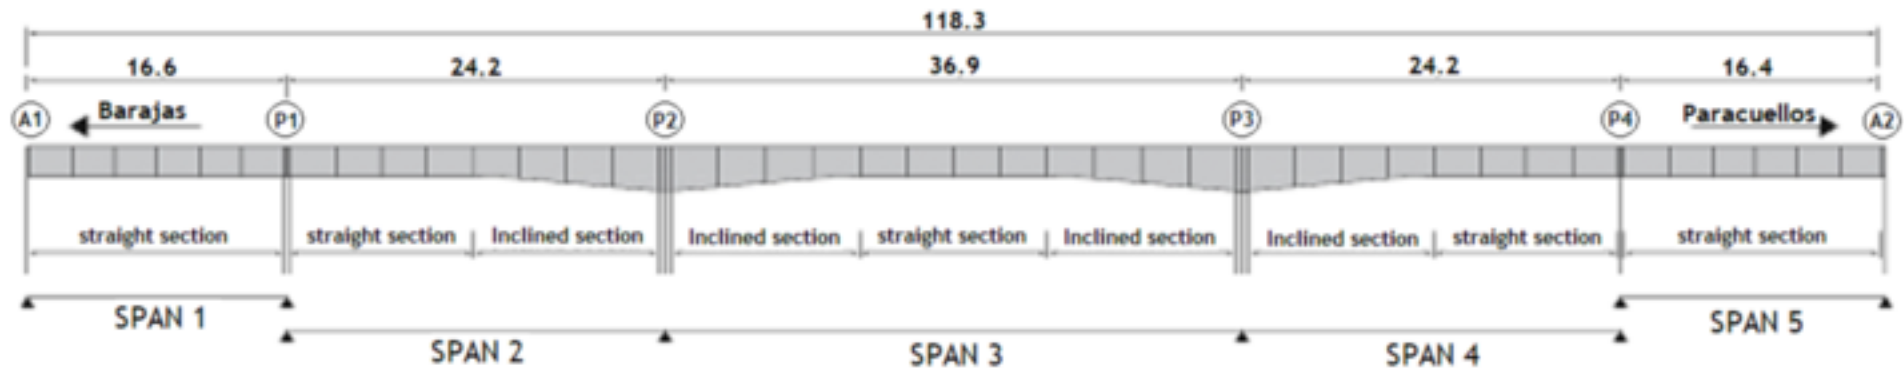 118.3
16.6 24.2 36.9 24.2 16.4
A1 Barajas P1 P2 P3 P4 Paracuellos A2
straight section straight section Inclined section Inclined section straight section Inclined section Inclined section straight section straight section
SPAN 1 SPAN 5
SPAN 2 SPAN 3 SPAN 4